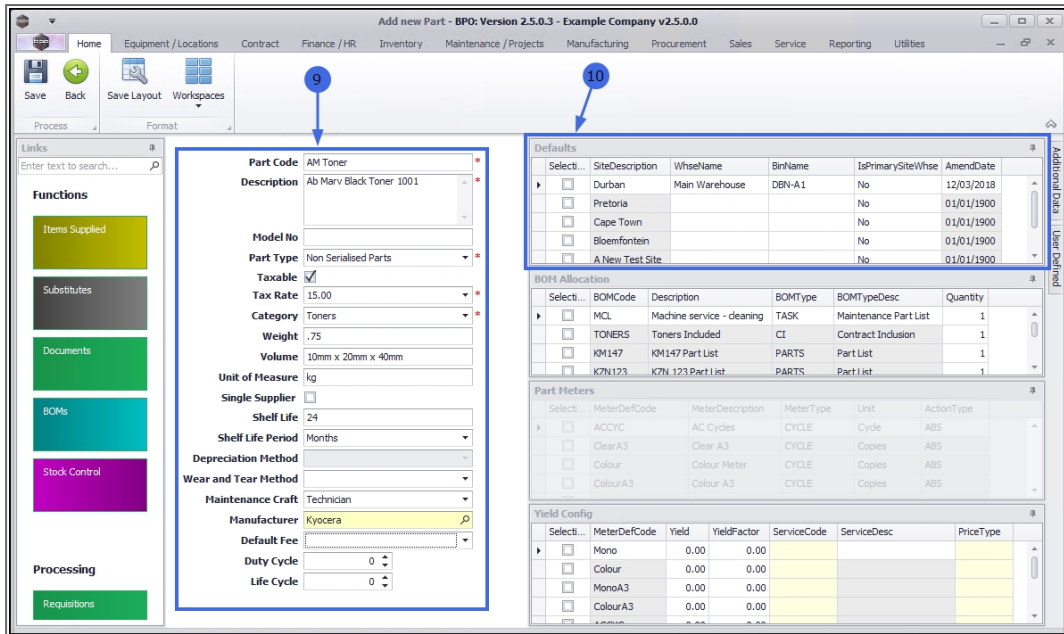 Add new Part - BPO: Version 2.5.0.3 - Example Company v2.5.0.0
Home Equipment / Locations Contract Finance / HR Inventory Maintenance / Projects Manufacturing Procurement Sales Service Reporting Utilities
Save Back Save Layout Workspaces
Process Format
9
10
Links
Enter text to search...
Functions
Items Supplied
Substitutes
Documents
BOMs
Stock Control
Processing
Requisitions
Part Code AM Toner *
Description Ab Marv Black Toner 1001 *
Model No
Part Type Non Serialised Parts *
Taxable
Tax Rate 15.00 *
Category Toners *
Weight .75
Volume 10mm x 20mm x 40mm
Unit of Measure kg
Single Supplier
Shelf Life 24
Shelf Life Period Months
Depreciation Method
Wear and Tear Method
Maintenance Craft Technician
Manufacturer Kyocera
Default Fee
Duty Cycle 0
Life Cycle 0
Defaults
Selecti... SiteDescription WhseName BinName IsPrimarySiteWhse AmendDate
Durban Main Warehouse DBN-A1 No 12/03/2018
Pretoria No 01/01/1900
Cape Town No 01/01/1900
Bloemfontein No 01/01/1900
A New Test Site No 01/01/1900
BOM Allocation
Selecti... BOMCode Description BOMType BOMTypeDesc Quantity
MCL Machine service - cleaning TASK Maintenance Part List 1
TONERS Toners Included CI Contract Inclusion 1
KM147 KM147 Part List PARTS Part List 1
KZN123 KZN 123 Part List PARTS Part List 1
Part Meters
Selecti... MeterDefCode MeterDescription MeterType Unit ActionType
ACCYC AC Cycles CYCLE Cycle ABS
ClearA3 Clear A3 CYCLE Copies ABS
Colour Colour Meter CYCLE Copies ABS
ColourA3 Colour A3 CYCLE Copies ABS
Yield Config
Selecti... MeterDefCode Yield YieldFactor ServiceCode ServiceDesc PriceType
Mono 0.00 0.00
Colour 0.00 0.00
MonoA3 0.00 0.00
ColourA3 0.00 0.00
ACCYC 0.00 0.00
Additional Data
User Defined